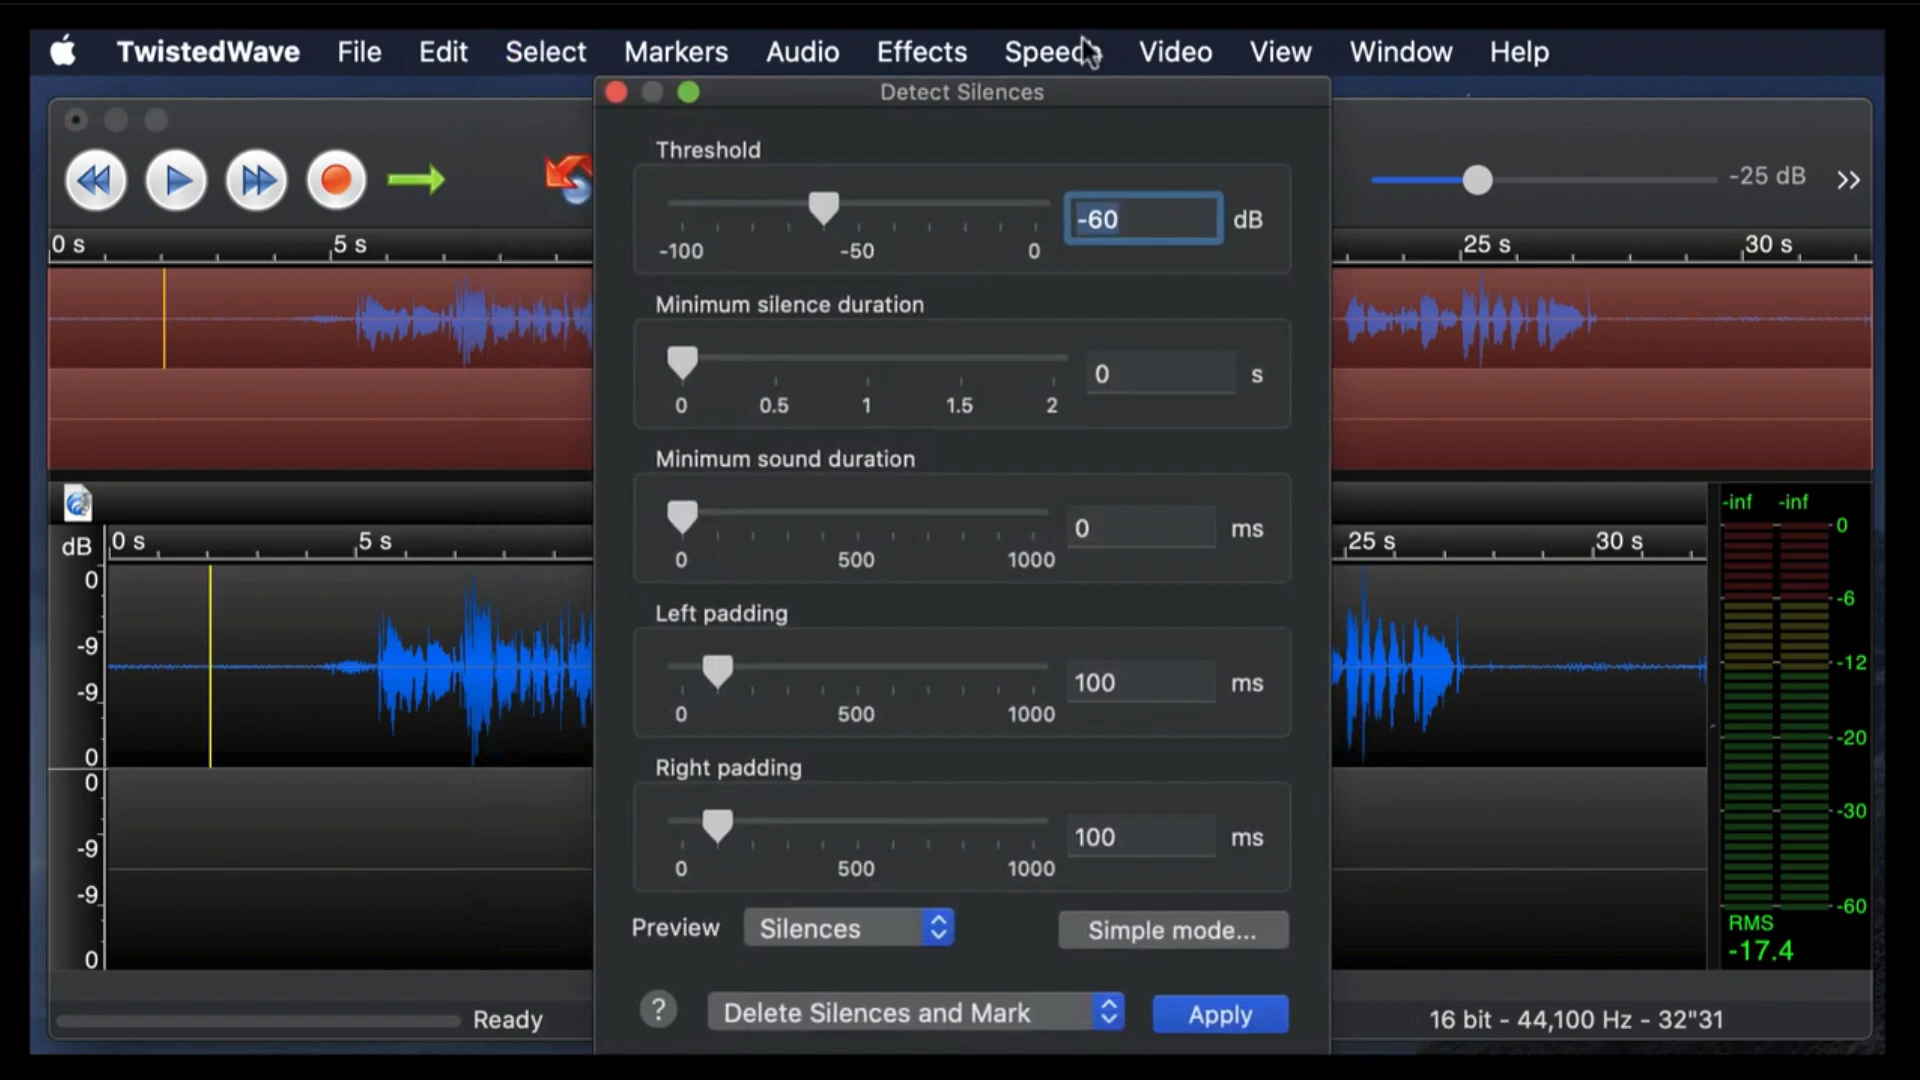 TwistedWave File Edit Select Markers Audio Effects Speech Video View Window Help
Detect Silences
-25 dB
0 s 5 s 25 s 30 s
Threshold
-60 dB
-100 -50 0
Minimum silence duration
0 s
0 0.5 1 1.5 2
Minimum sound duration
0 ms
0 500 1000
Left padding
100 ms
0 500 1000
Right padding
100 ms
0 500 1000
Preview Silences Simple mode...
? Delete Silences and Mark Apply
dB 0 s 5 s 25 s 30 s
0
-9
-9
0
0
-9
-9
0
-inf -inf
0
-6
-12
-20
-30
-60
RMS
-17.4
Ready
16 bit - 44,100 Hz - 32"31